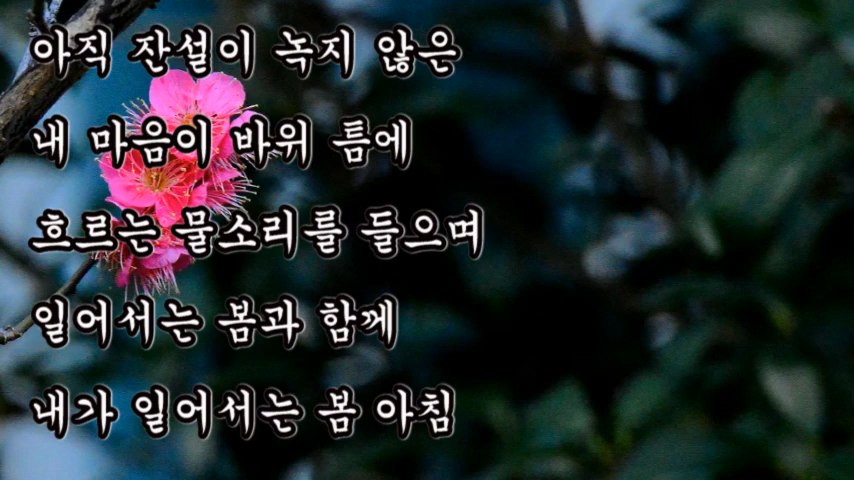 아직 잔설이 녹지 않은
내 마음이 바위 틈에
흐르는 물소리를 들으며
일어서는 봄과 함께
내가 일어서는 봄 아침